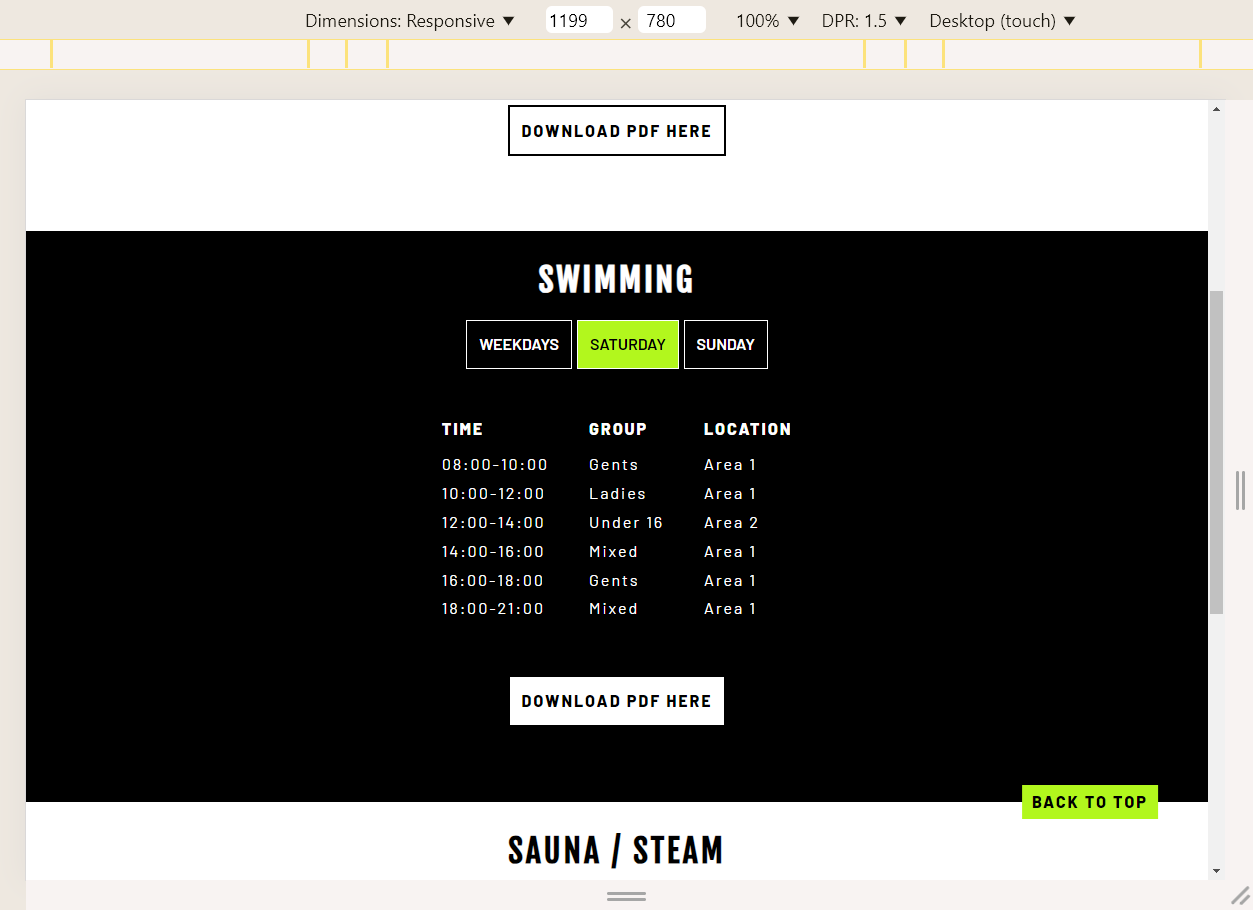 Dimensions: Responsive ▼ 1199 × 780 100% ▼ DPR: 1.5 ▼ Desktop (touch) ▼
DOWNLOAD PDF HERE
SWIMMING
WEEKDAYS SATURDAY SUNDAY
TIME GROUP LOCATION
08:00-10:00 Gents Area 1
10:00-12:00 Ladies Area 1
12:00-14:00 Under 16 Area 2
14:00-16:00 Mixed Area 1
16:00-18:00 Gents Area 1
18:00-21:00 Mixed Area 1
DOWNLOAD PDF HERE
BACK TO TOP
SAUNA / STEAM